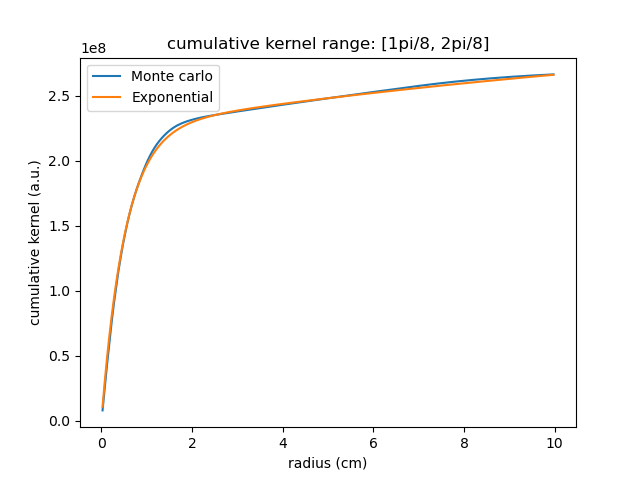 cumulative kernel range: [1pi/8, 2pi/8]
1e8
Monte carlo
Exponential
2.5
2.0
1.5
1.0
0.5
0.0
cumulative kernel (a.u.)
0 2 4 6 8 10
radius (cm)